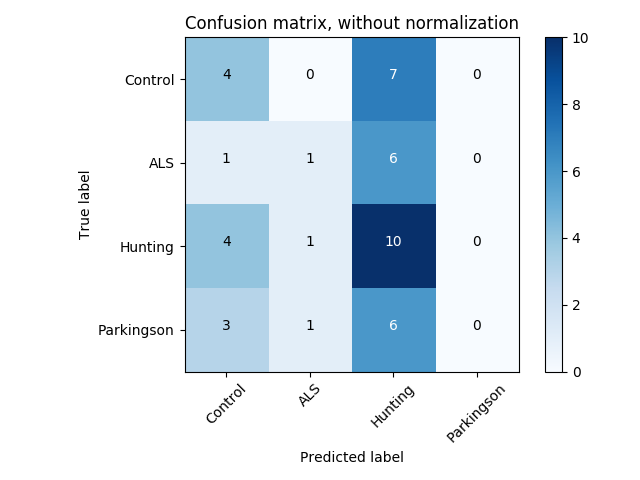 Confusion matrix, without normalization
Control 4 0 7 0
ALS 1 1 6 0
Hunting 4 1 10 0
Parkingson 3 1 6 0
Control ALS Hunting Parkingson
Predicted label
True label
10
8
6
4
2
0